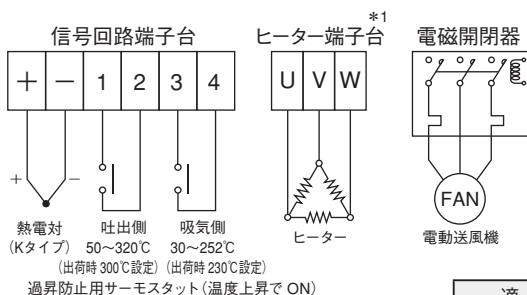 ＊1
信号回路端子台 ヒーター端子台 電磁開閉器
＋ － 1 2 3 4 U V W
＋ －
FAN
熱電対 吐出側 吸気側 ヒーター 電動送風機
(Kタイプ) 50～320℃ 30～252℃
(出荷時 300℃設定) (出荷時 230℃設定)
過昇防止用サーモスタット(温度上昇で ON)